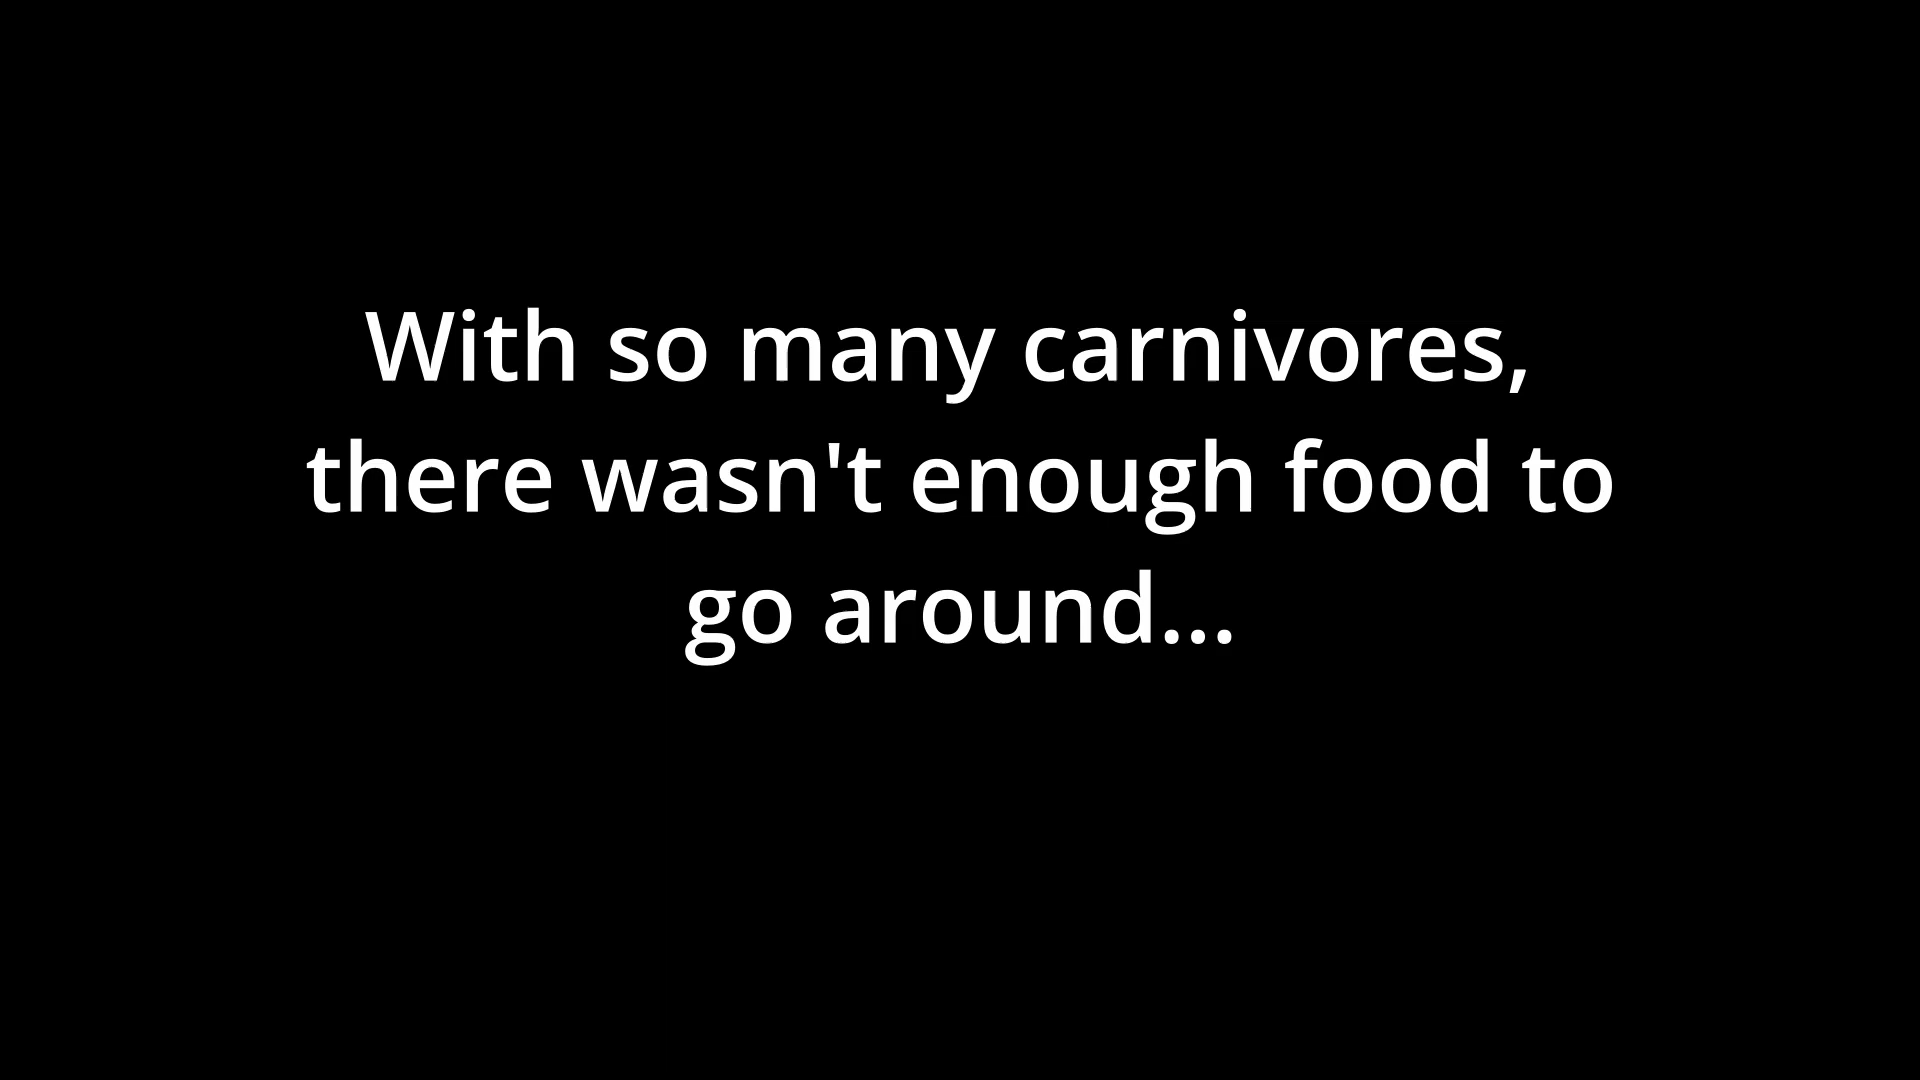 With so many carnivores,
there wasn't enough food to
go around...